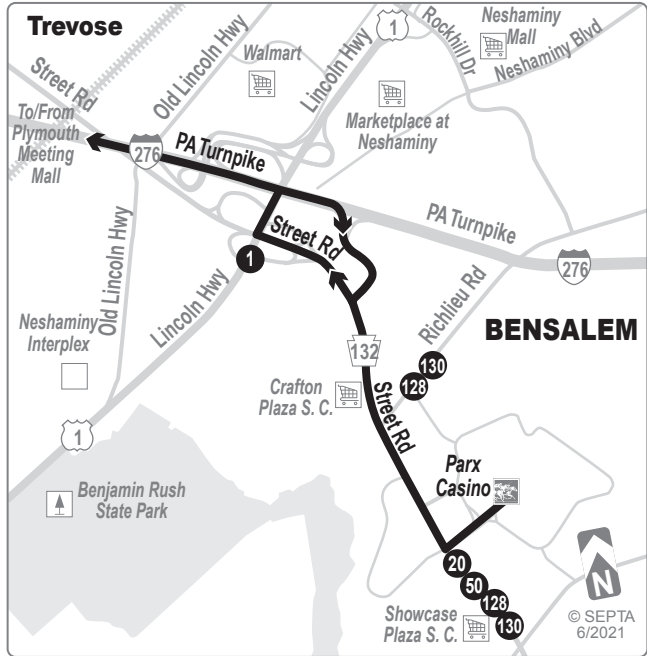 Trevose
Street Rd
Old Lincoln Hwy
Walmart
Lincoln Hwy
1
Rockhill Dr
Neshaminy
Mall
Neshaminy Blvd
To/From
Plymouth
Meeting
Mall
276
PA Turnpike
Marketplace at
Neshaminy
Street Rd
PA Turnpike
276
1
Old Lincoln Hwy
Lincoln Hwy
Richlieu Rd
Neshaminy
Interplex
BENSALEM
132
130
128
Crafton
Plaza S. C.
Street Rd
1
Parx
Casino
Benjamin Rush
State Park
20
50
128
130
Showcase
Plaza S. C.
N
© SEPTA
6/2021